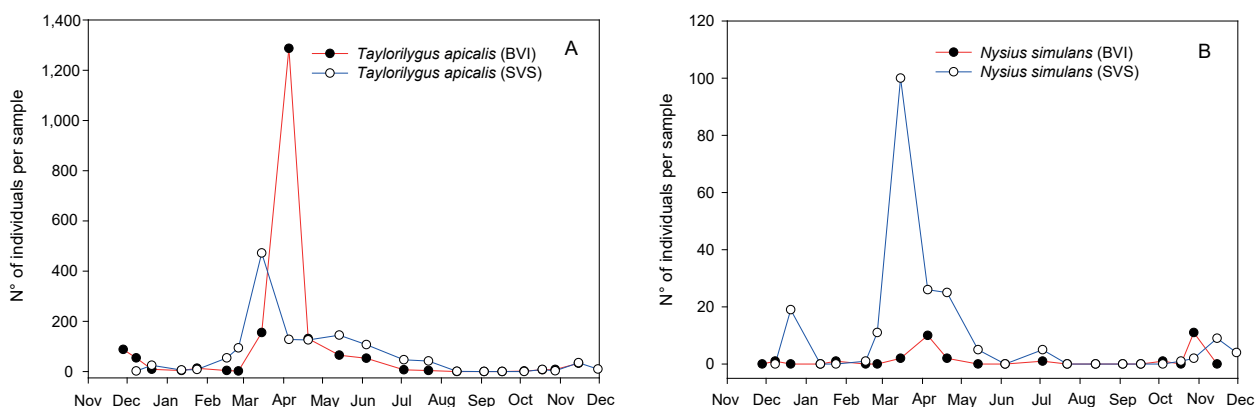 A
Taylorilygus apicalis (BVI)
Taylorilygus apicalis (SVS)
N° of individuals per sample
1,400
1,200
1,000
800
600
400
200
0
Nov Dec Jan Feb Mar Apr May Jun Jul Aug Sep Oct Nov Dec
B
Nysius simulans (BVI)
Nysius simulans (SVS)
N° of individuals per sample
120
100
80
60
40
20
0
Nov Dec Jan Feb Mar Apr May Jun Jul Aug Sep Oct Nov Dec